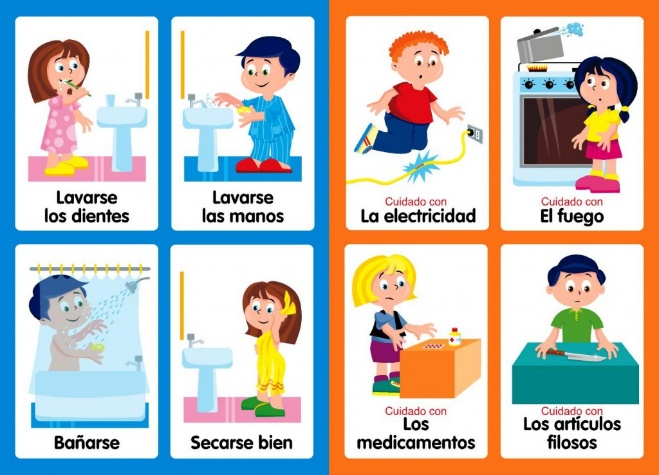 Lavarse
los dientes
Lavarse
las manos
Cuidado con
La electricidad
Cuidado con
El fuego
Bañarse
Secarse bien
Cuidado con
Los
medicamentos
Cuidado con
Los artículos
filosos